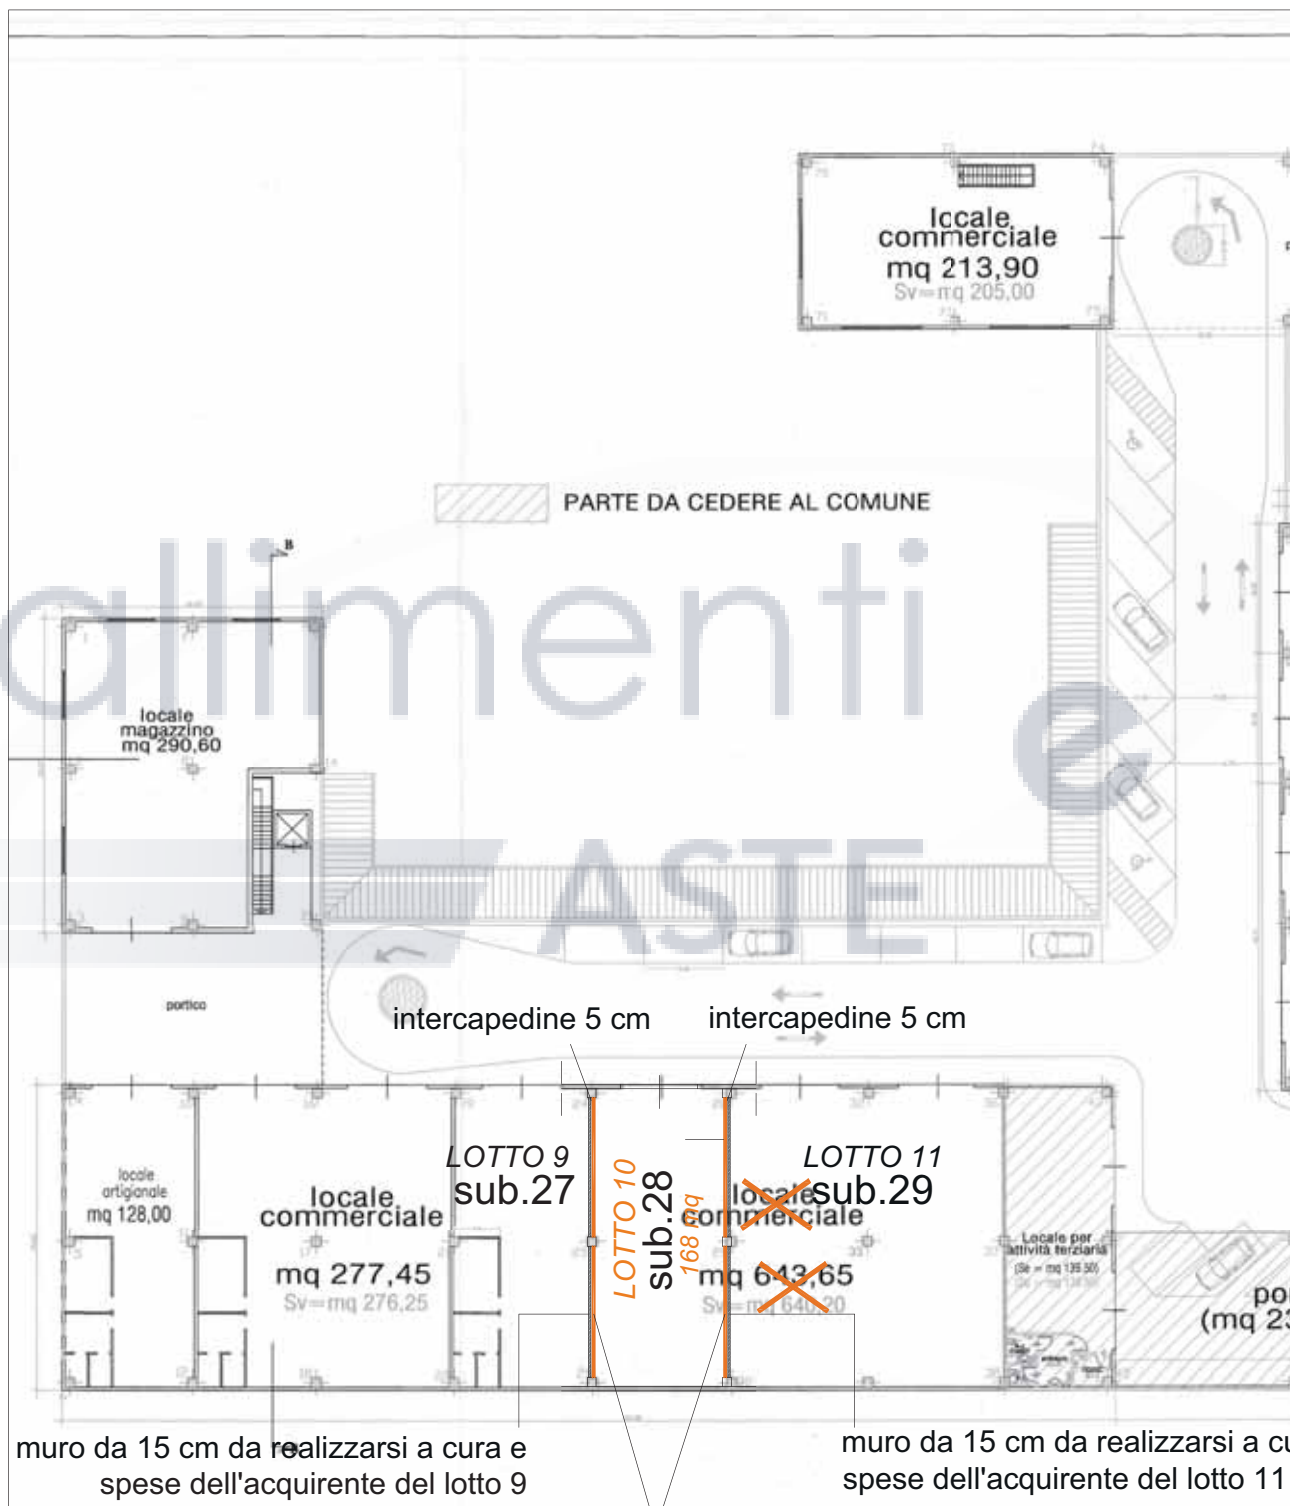 locale
commerciale
mq 213,90
Sv=mq 205,00
PARTE DA CEDERE AL COMUNE
B
allimenti e
ASTE
locale
magazzino
mq 290,60
portico
intercapedine 5 cm
intercapedine 5 cm
locale
artigianale
mq 128,00
locale
commerciale
mq 277,45
Sv=mq 276,25
LOTTO 9
sub.27
LOTTO 10
sub.28
168 mq
LOTTO 11
sub.29
locale
commerciale
mq 643,65
Sv=mq 640,20
Locale per
attività terziaria
(Se = mq 136.50)
po
(mq 23
muro da 15 cm da realizzarsi a cura e
spese dell'acquirente del lotto 9
muro da 15 cm da realizzarsi a cu
spese dell'acquirente del lotto 11